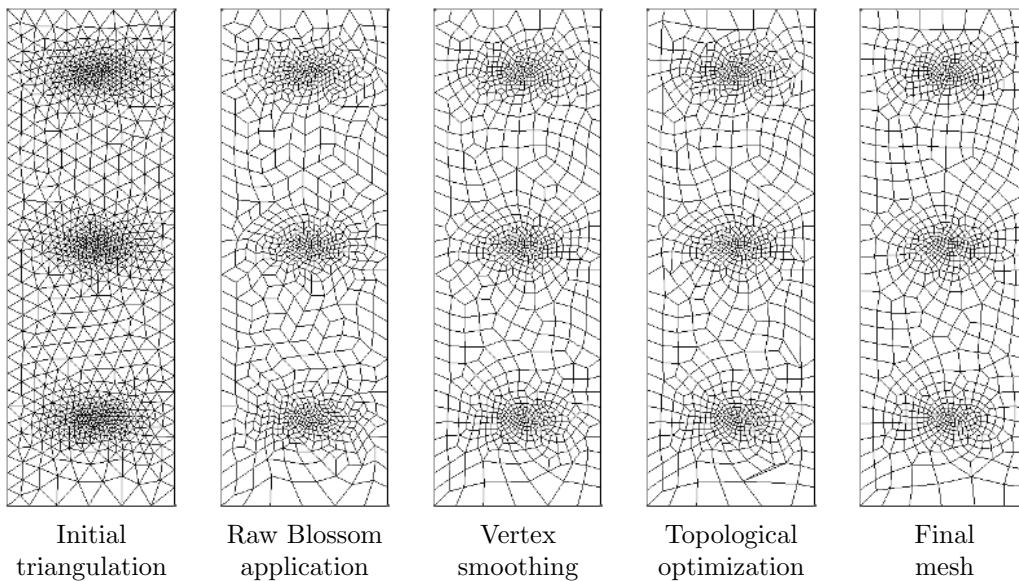 Initial
triangulation
Raw Blossom
application
Vertex
smoothing
Topological
optimization
Final
mesh